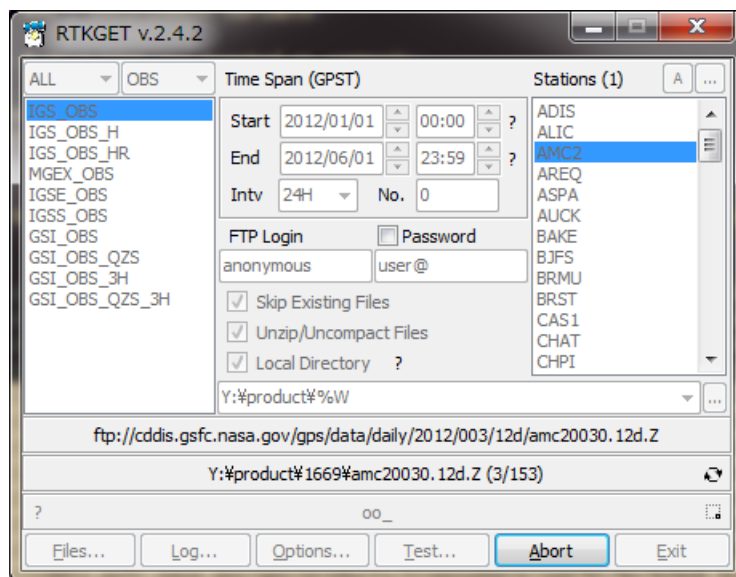 RTKGET v.2.4.2
ALL OBS Time Span (GPST) Stations (1) A ...
IGS_OBS
IGS_OBS_H
IGS_OBS_HR
MGEX_OBS
IGSE_OBS
IGSS_OBS
GSI_OBS
GSI_OBS_QZS
GSI_OBS_3H
GSI_OBS_QZS_3H
Start 2012/01/01 00:00 ?
End 2012/06/01 23:59 ?
Intv 24H No. 0
FTP Login Password
anonymous user@
Skip Existing Files
Unzip/Uncompact Files
Local Directory ?
ADIS
ALIC
AMC2
AREQ
ASPA
AUCK
BAKE
BJFS
BRMU
BRST
CAS1
CHAT
CHPI
Y:¥product¥%W ...
ftp://cddis.gsfc.nasa.gov/gps/data/daily/2012/003/12d/amc20030.12d.Z
Y:¥product¥1669¥amc20030.12d.Z (3/153)
? oo_
Files... Log... Options... Test... Abort Exit